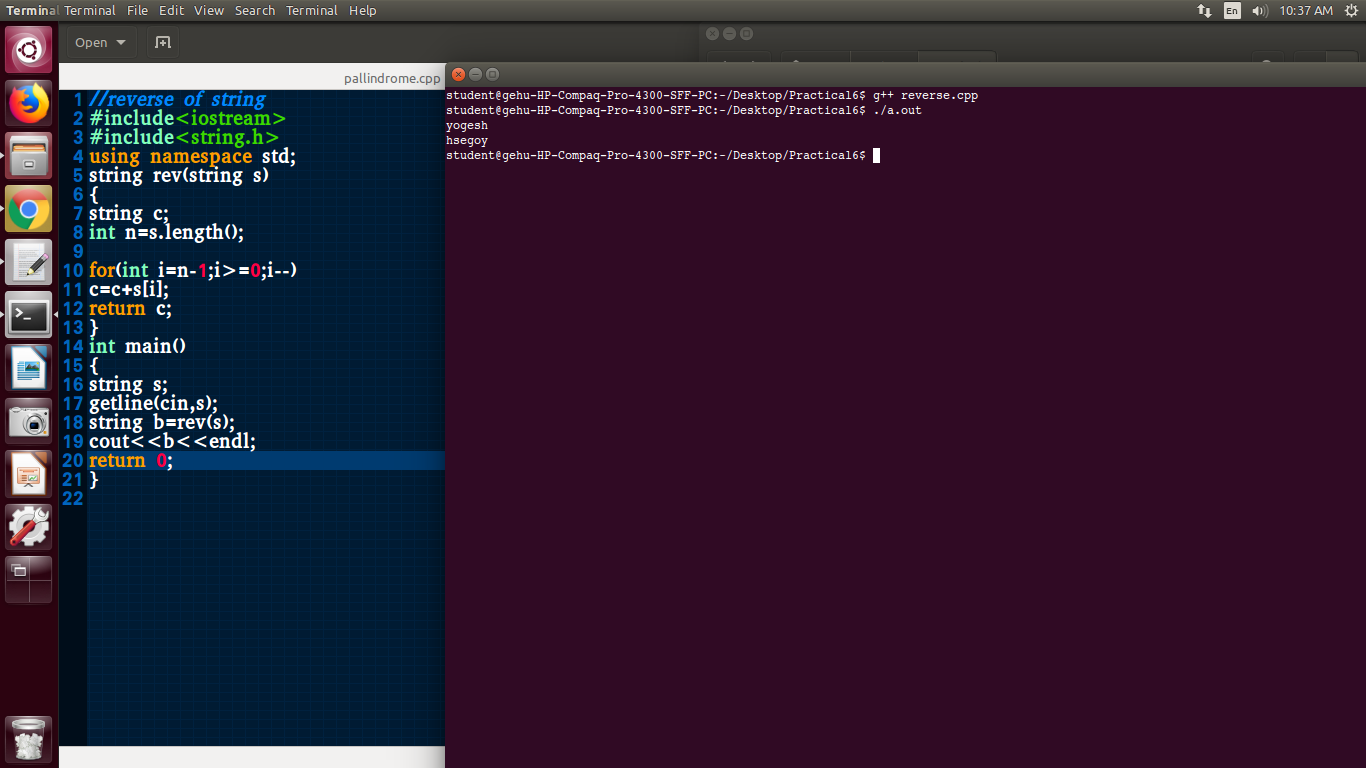 Terminal Terminal File Edit View Search Terminal Help En 10:37 AM
Open
pallindrome.cpp
1 //reverse of string
2 #include<iostream>
3 #include<string.h>
4 using namespace std;
5 string rev(string s)
6 {
7 string c;
8 int n=s.length();
9
10 for(int i=n-1;i>=0;i--)
11 c=c+s[i];
12 return c;
13 }
14 int main()
15 {
16 string s;
17 getline(cin,s);
18 string b=rev(s);
19 cout<<b<<endl;
20 return 0;
21 }
22
student@gehu-HP-Compaq-Pro-4300-SFF-PC:~/Desktop/Practical6$ g++ reverse.cpp
student@gehu-HP-Compaq-Pro-4300-SFF-PC:~/Desktop/Practical6$ ./a.out
yogesh
hsegoy
student@gehu-HP-Compaq-Pro-4300-SFF-PC:~/Desktop/Practical6$